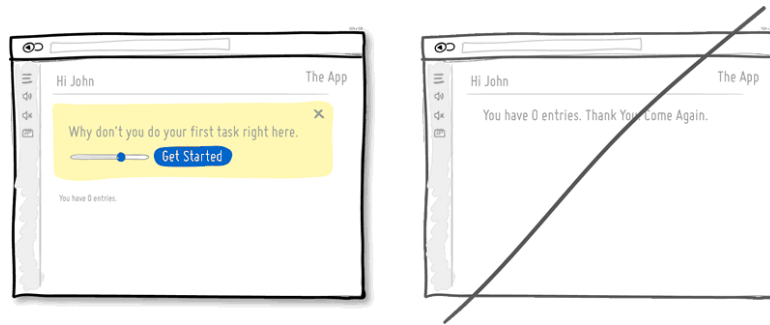 Hi John
The App
Why don't you do your first task right here.
Get Started
You have 0 entries.
Hi John
The App
You have 0 entries. Thank You, Come Again.